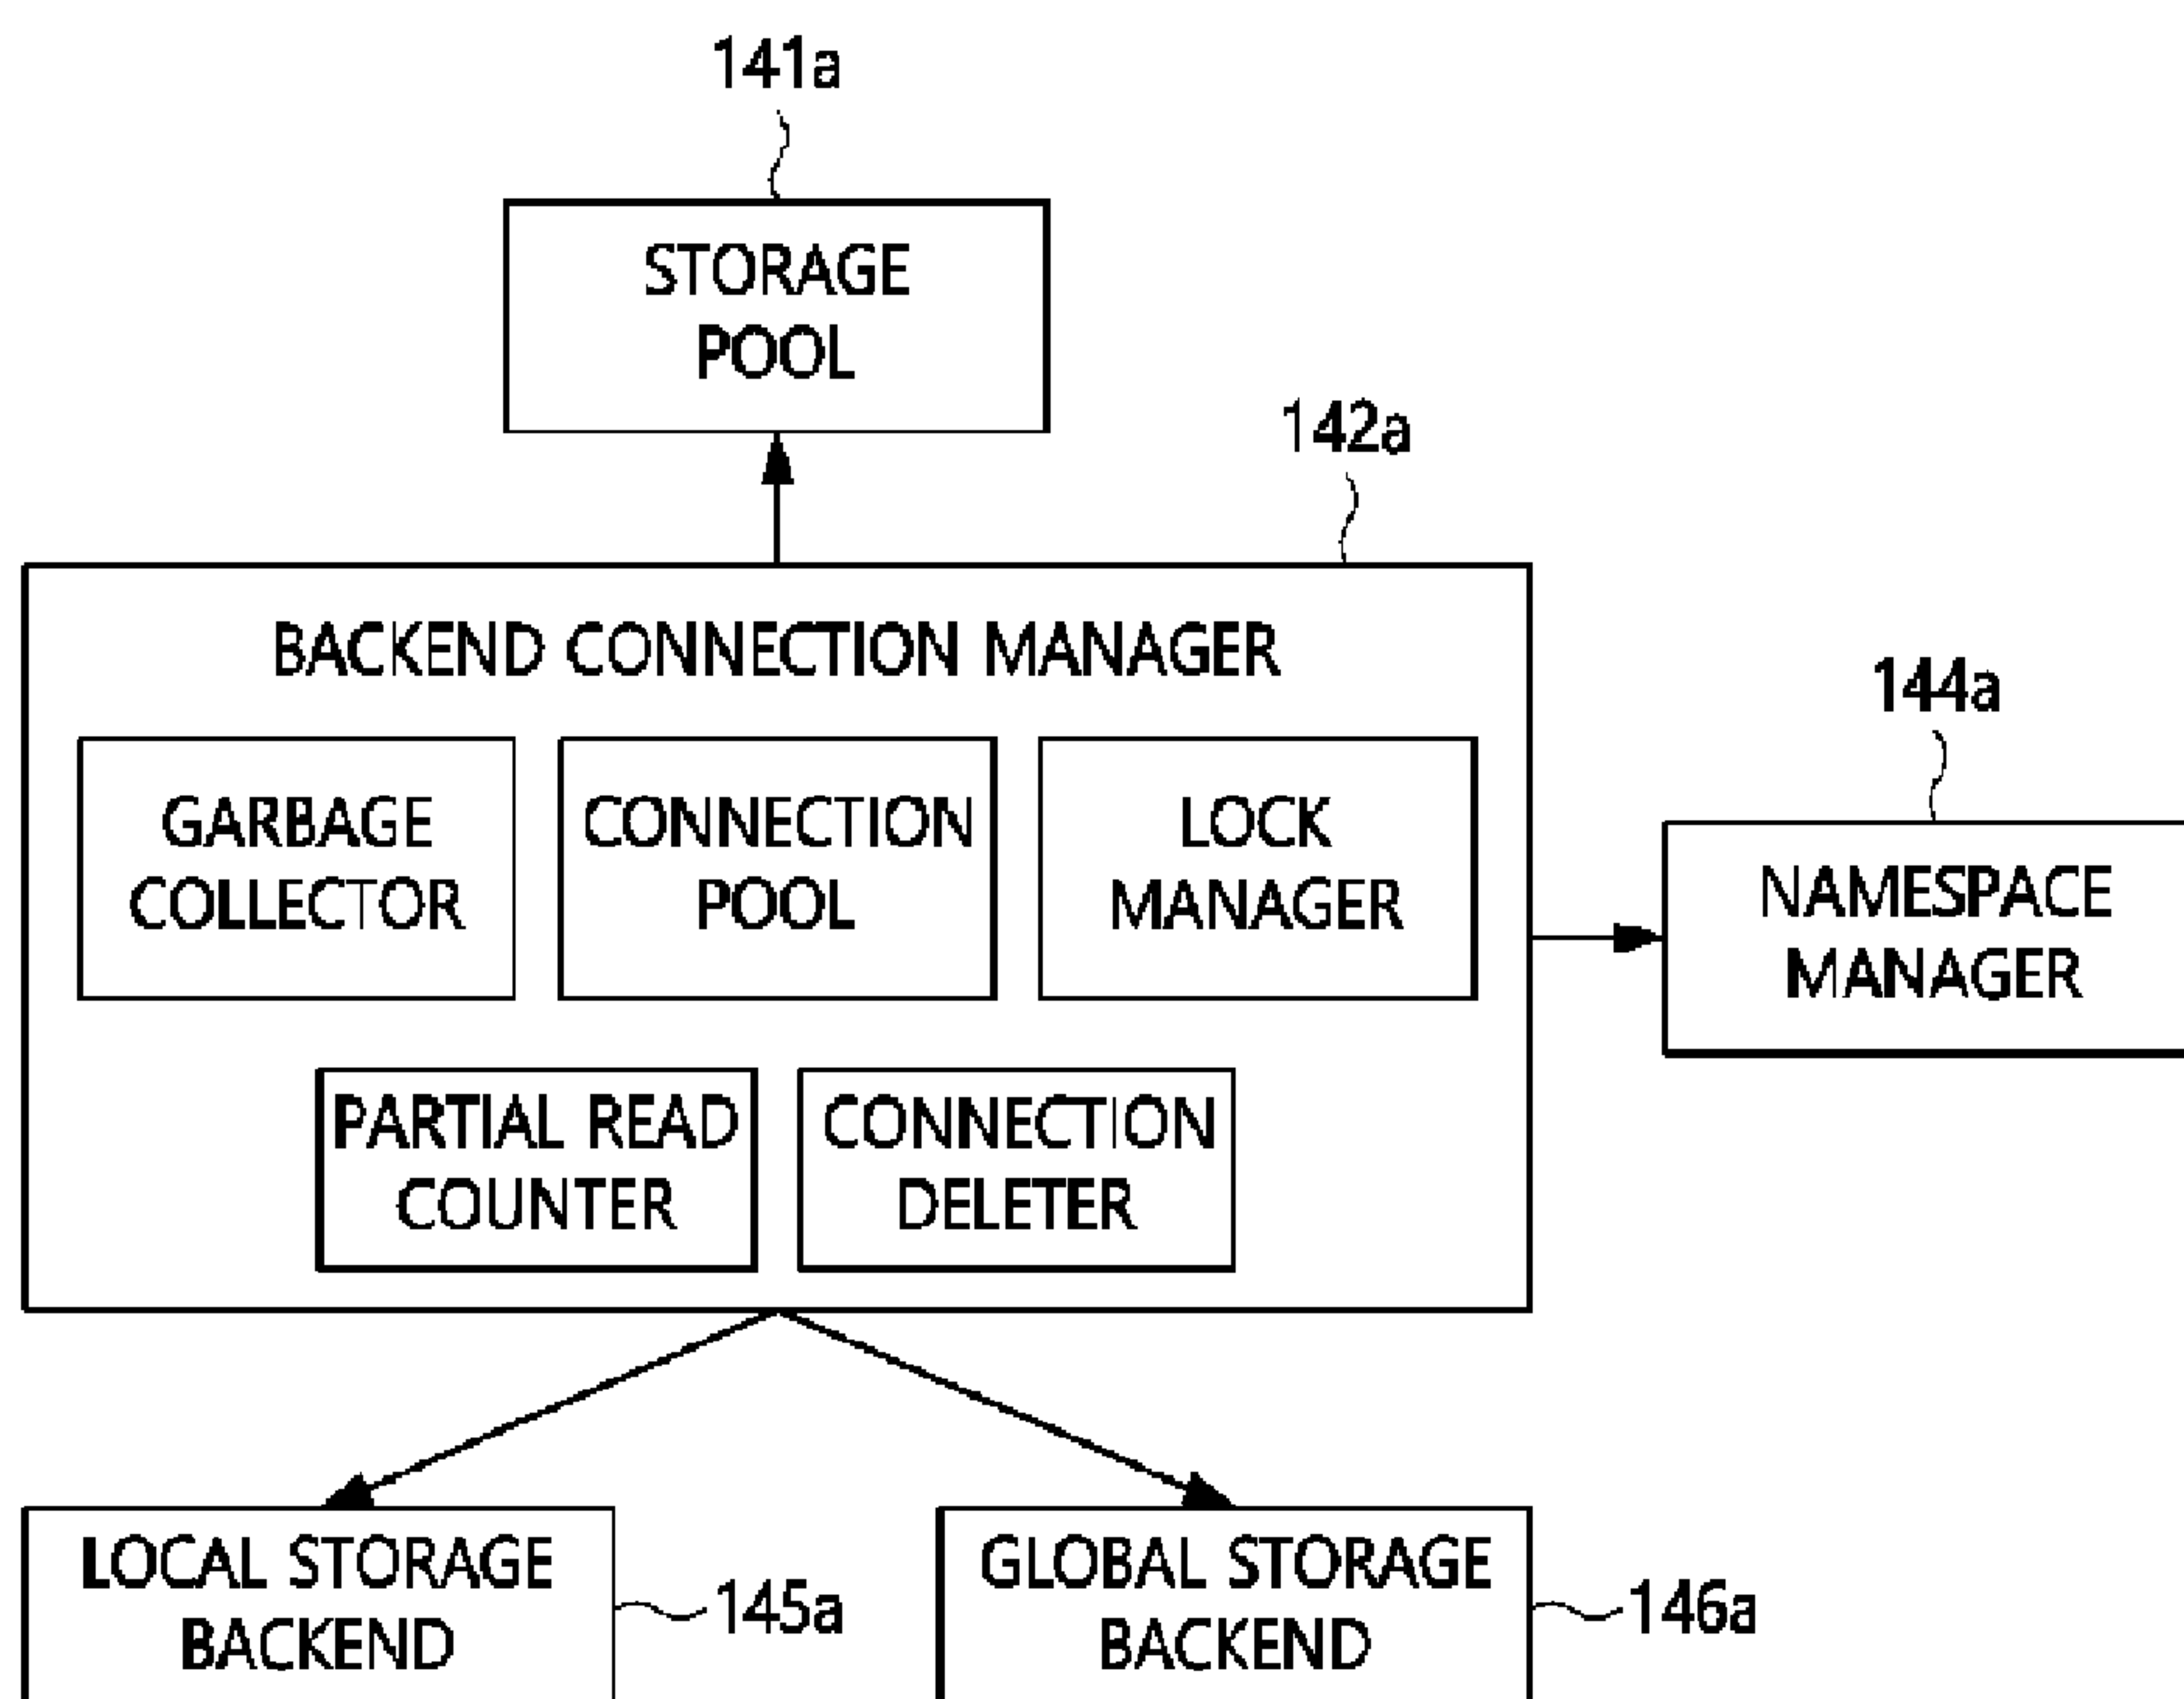 141a
STORAGE
POOL
142a
BACKEND CONNECTION MANAGER
144a
GARBAGE
COLLECTOR
CONNECTION
POOL
LOCK
MANAGER
NAMESPACE
MANAGER
PARTIAL READ
COUNTER
CONNECTION
DELETER
LOCAL STORAGE
BACKEND
145a
GLOBAL STORAGE
BACKEND
146a